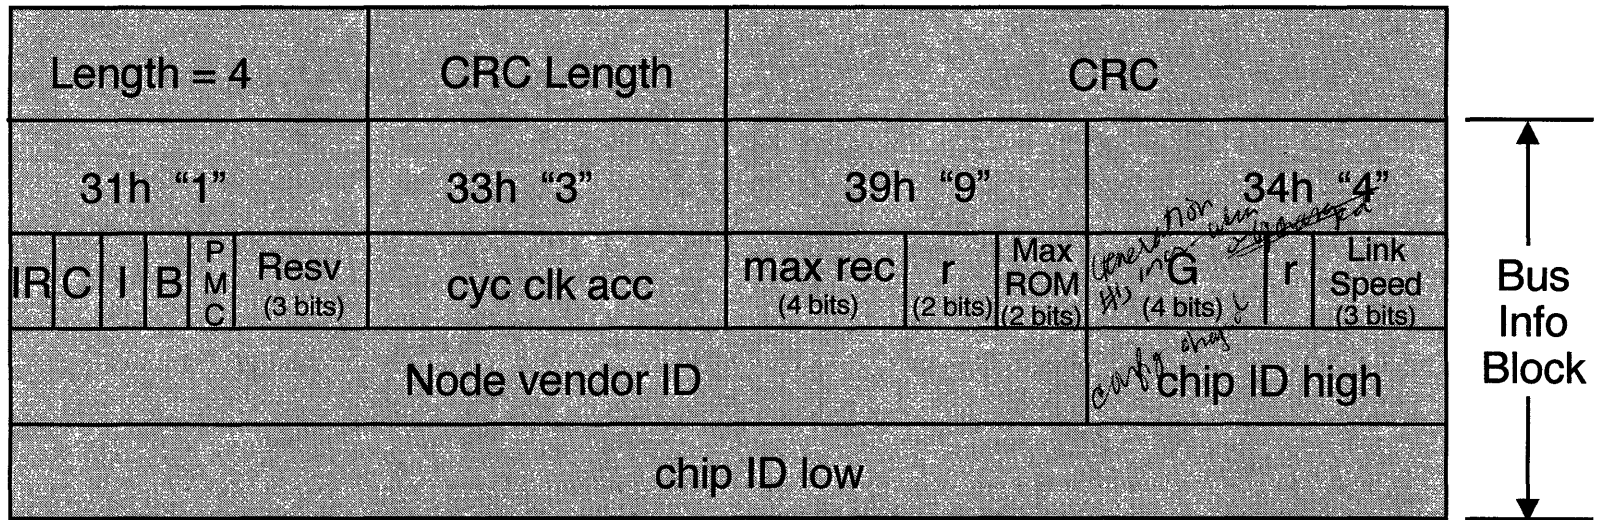 Length = 4 CRC Length CRC
31h “1” 33h “3” 39h “9” 34h “4”
IR C I B PMC Resv (3 bits) cyc clk acc max rec (4 bits) r (2 bits) Max ROM (2 bits) G (4 bits) r Link Speed (3 bits)
Generation
config
Node vendor ID chip ID high
chip ID low
Bus
Info
Block